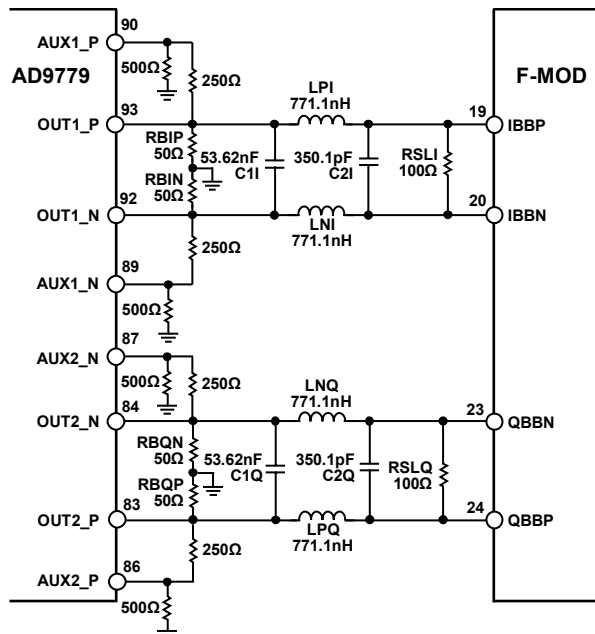 AD9779
F-MOD
AUX1_P
90
500Ω
250Ω
OUT1_P
93
RBIP
50Ω
RBIN
50Ω
53.62nF
C1I
LPI
771.1nH
350.1pF
C2I
RSLI
100Ω
19
IBBP
OUT1_N
92
LNI
771.1nH
20
IBBN
250Ω
AUX1_N
89
500Ω
AUX2_N
87
500Ω
250Ω
OUT2_N
84
RBQN
50Ω
RBQP
50Ω
53.62nF
C1Q
LNQ
771.1nH
350.1pF
C2Q
RSLQ
100Ω
23
QBBN
OUT2_P
83
LPQ
771.1nH
24
QBBP
250Ω
AUX2_P
86
500Ω